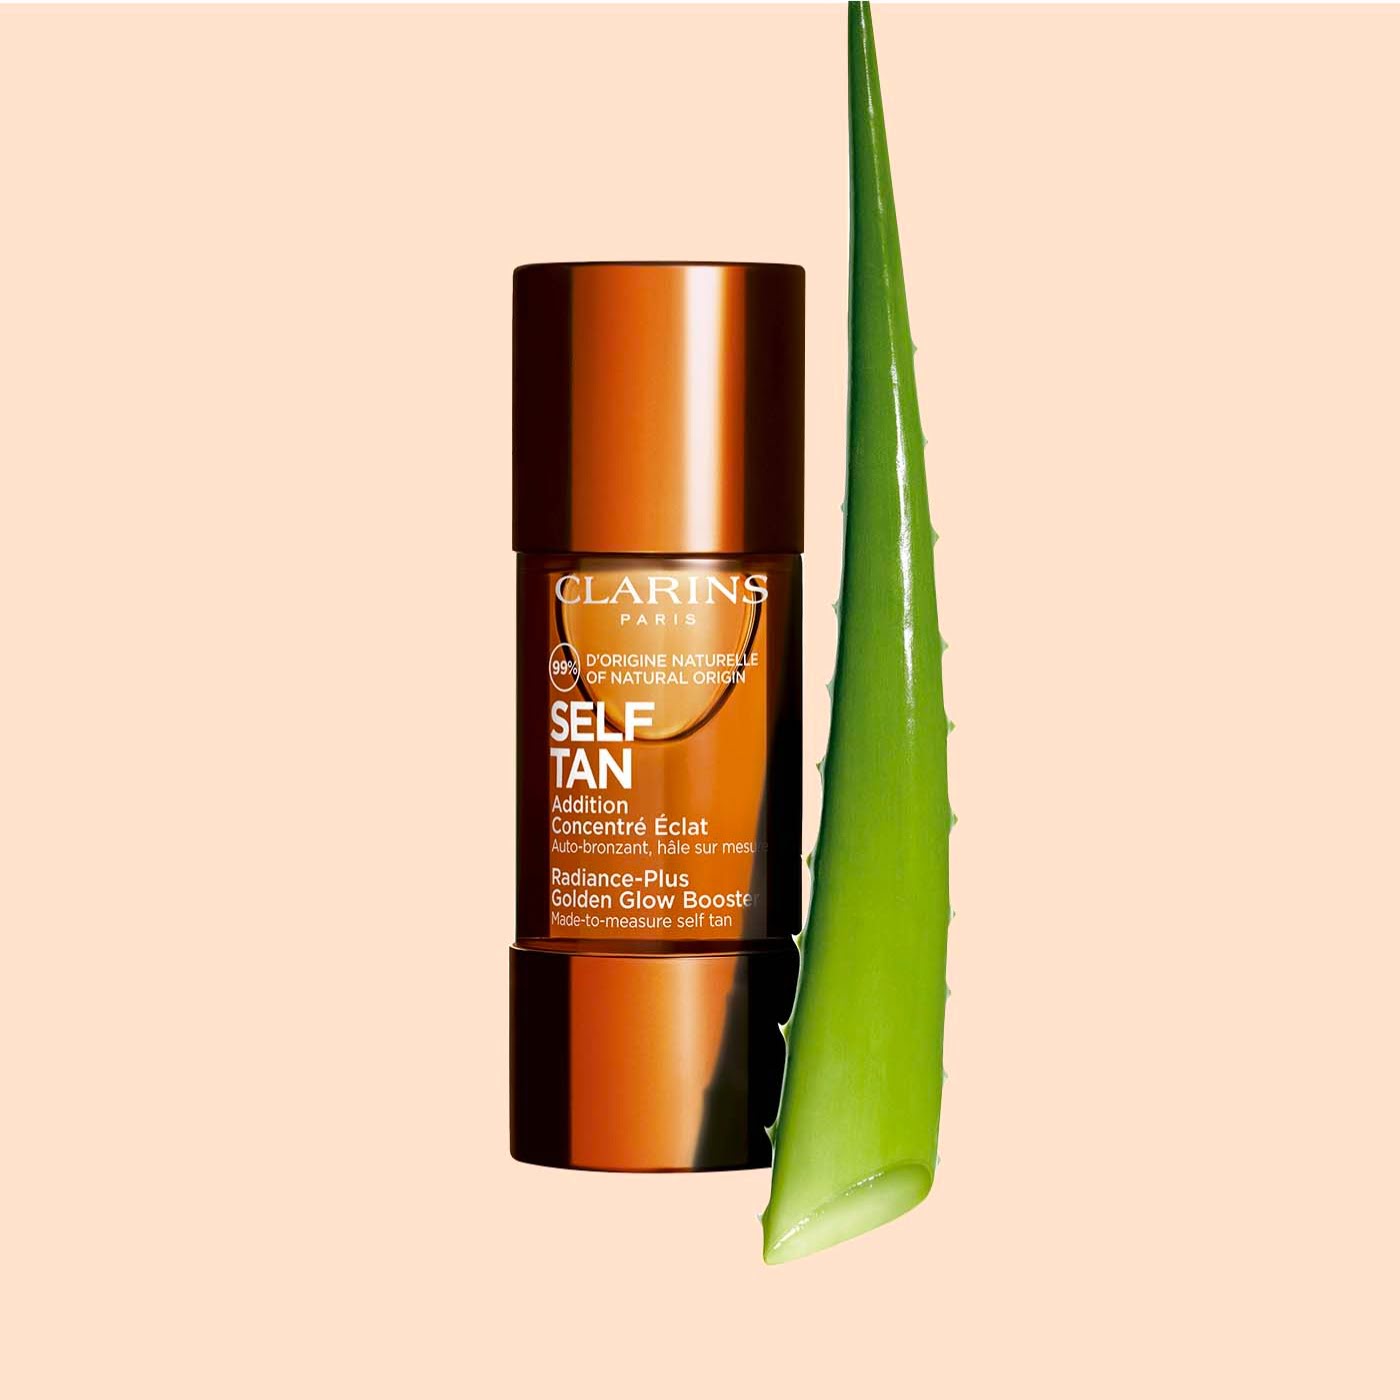 CLARINS
PARIS
99% D'ORIGINE NATURELLE
OF NATURAL ORIGIN
SELF
TAN
Addition
Concentré Éclat
Auto-bronzant, hâle sur mesure
Radiance-Plus
Golden Glow Booster
Made-to-measure self tan